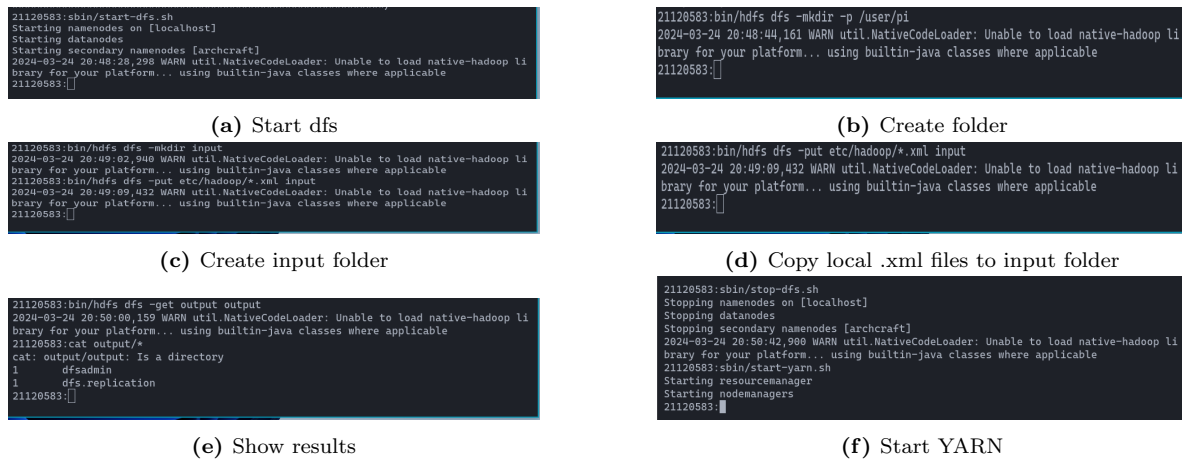 21120583:sbin/start-dfs.sh
Starting namenodes on [localhost]
Starting datanodes
Starting secondary namenodes [archcraft]
2024-03-24 20:48:28,298 WARN util.NativeCodeLoader: Unable to load native-hadoop li
brary for your platform... using builtin-java classes where applicable
21120583:
(a) Start dfs
21120583:bin/hdfs dfs -mkdir -p /user/pi
2024-03-24 20:48:44,161 WARN util.NativeCodeLoader: Unable to load native-hadoop li
brary for your platform... using builtin-java classes where applicable
21120583:
(b) Create folder
21120583:bin/hdfs dfs -mkdir input
2024-03-24 20:49:02,940 WARN util.NativeCodeLoader: Unable to load native-hadoop li
brary for your platform... using builtin-java classes where applicable
21120583:bin/hdfs dfs -put etc/hadoop/*.xml input
2024-03-24 20:49:09,432 WARN util.NativeCodeLoader: Unable to load native-hadoop li
brary for your platform... using builtin-java classes where applicable
21120583:
(c) Create input folder
21120583:bin/hdfs dfs -put etc/hadoop/*.xml input
2024-03-24 20:49:09,432 WARN util.NativeCodeLoader: Unable to load native-hadoop li
brary for your platform... using builtin-java classes where applicable
21120583:
(d) Copy local .xml files to input folder
21120583:bin/hdfs dfs -get output output
2024-03-24 20:50:00,159 WARN util.NativeCodeLoader: Unable to load native-hadoop li
brary for your platform... using builtin-java classes where applicable
21120583:cat output/*
cat: output/output: Is a directory
1 dfsadmin
1 dfs.replication
21120583:
(e) Show results
21120583:sbin/stop-dfs.sh
Stopping namenodes on [localhost]
Stopping datanodes
Stopping secondary namenodes [archcraft]
2024-03-24 20:50:42,900 WARN util.NativeCodeLoader: Unable to load native-hadoop li
brary for your platform... using builtin-java classes where applicable
21120583:sbin/start-yarn.sh
Starting resourcemanager
Starting nodemanagers
21120583:
(f) Start YARN